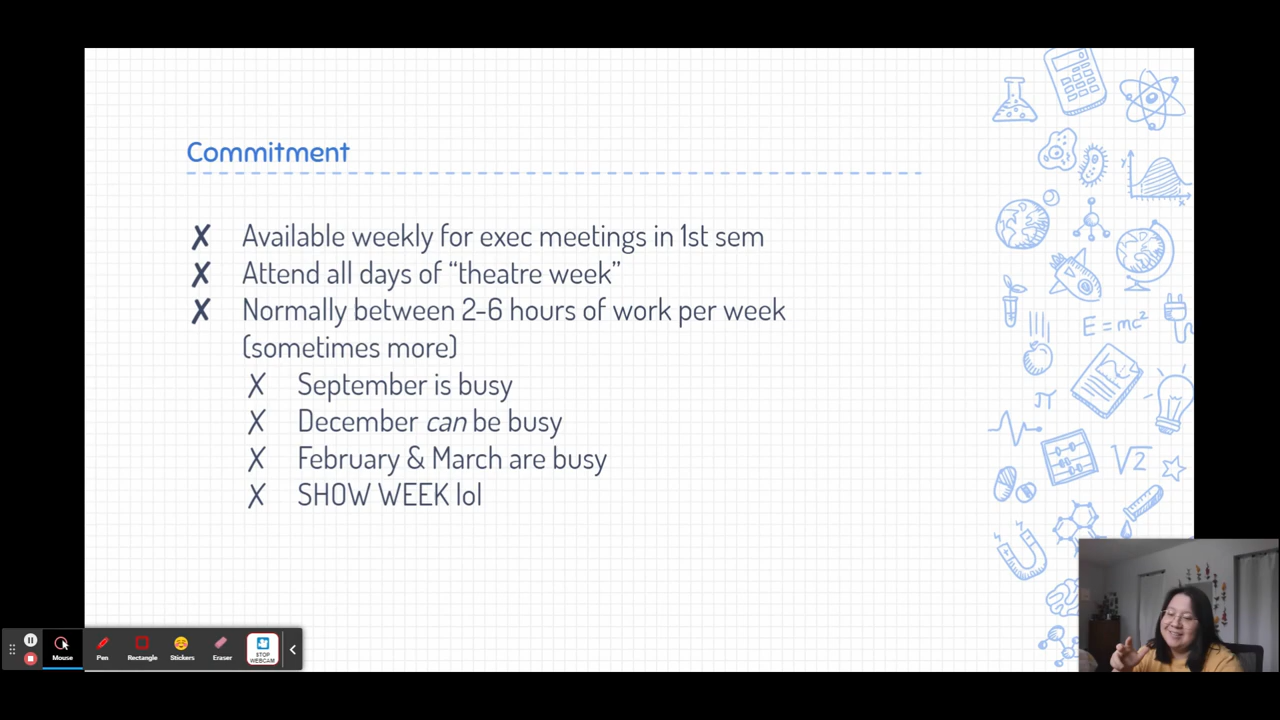 Commitment
✗ Available weekly for exec meetings in 1st sem
✗ Attend all days of “theatre week”
✗ Normally between 2-6 hours of work per week
(sometimes more)
✗ September is busy
✗ December can be busy
✗ February & March are busy
✗ SHOW WEEK lol
y
x
E = mc²
π
√2
Mouse
Pen
Rectangle
Stickers
Eraser
STOP
WEBCAM